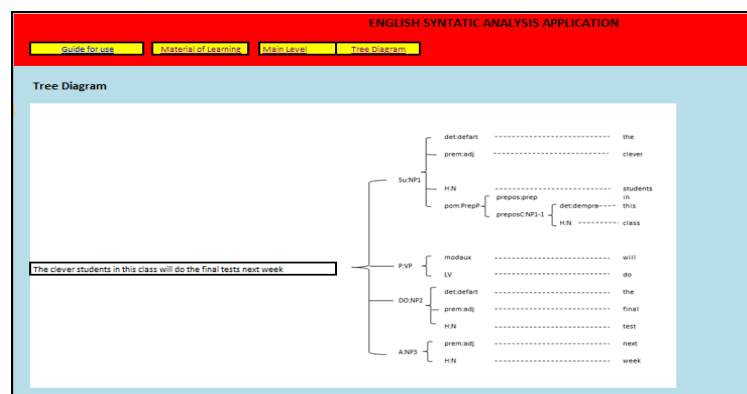 ENGLISH SYNTATIC ANALYSIS APPLICATION
Guide for use Material of Learning Main Level Tree Diagram
Tree Diagram
det:defart the
prem:adj clever
Su:NP1
H:N students
prepos:prep in
pom:PrepP det:dempre this
preposC:NP1-1
H:N class
modaux will
P:VP
The clever students in this class will do the final tests next week
LV do
det:defart the
DO:NP2
prem:adj final
H:N test
prem:adj next
A:NP3
H:N week